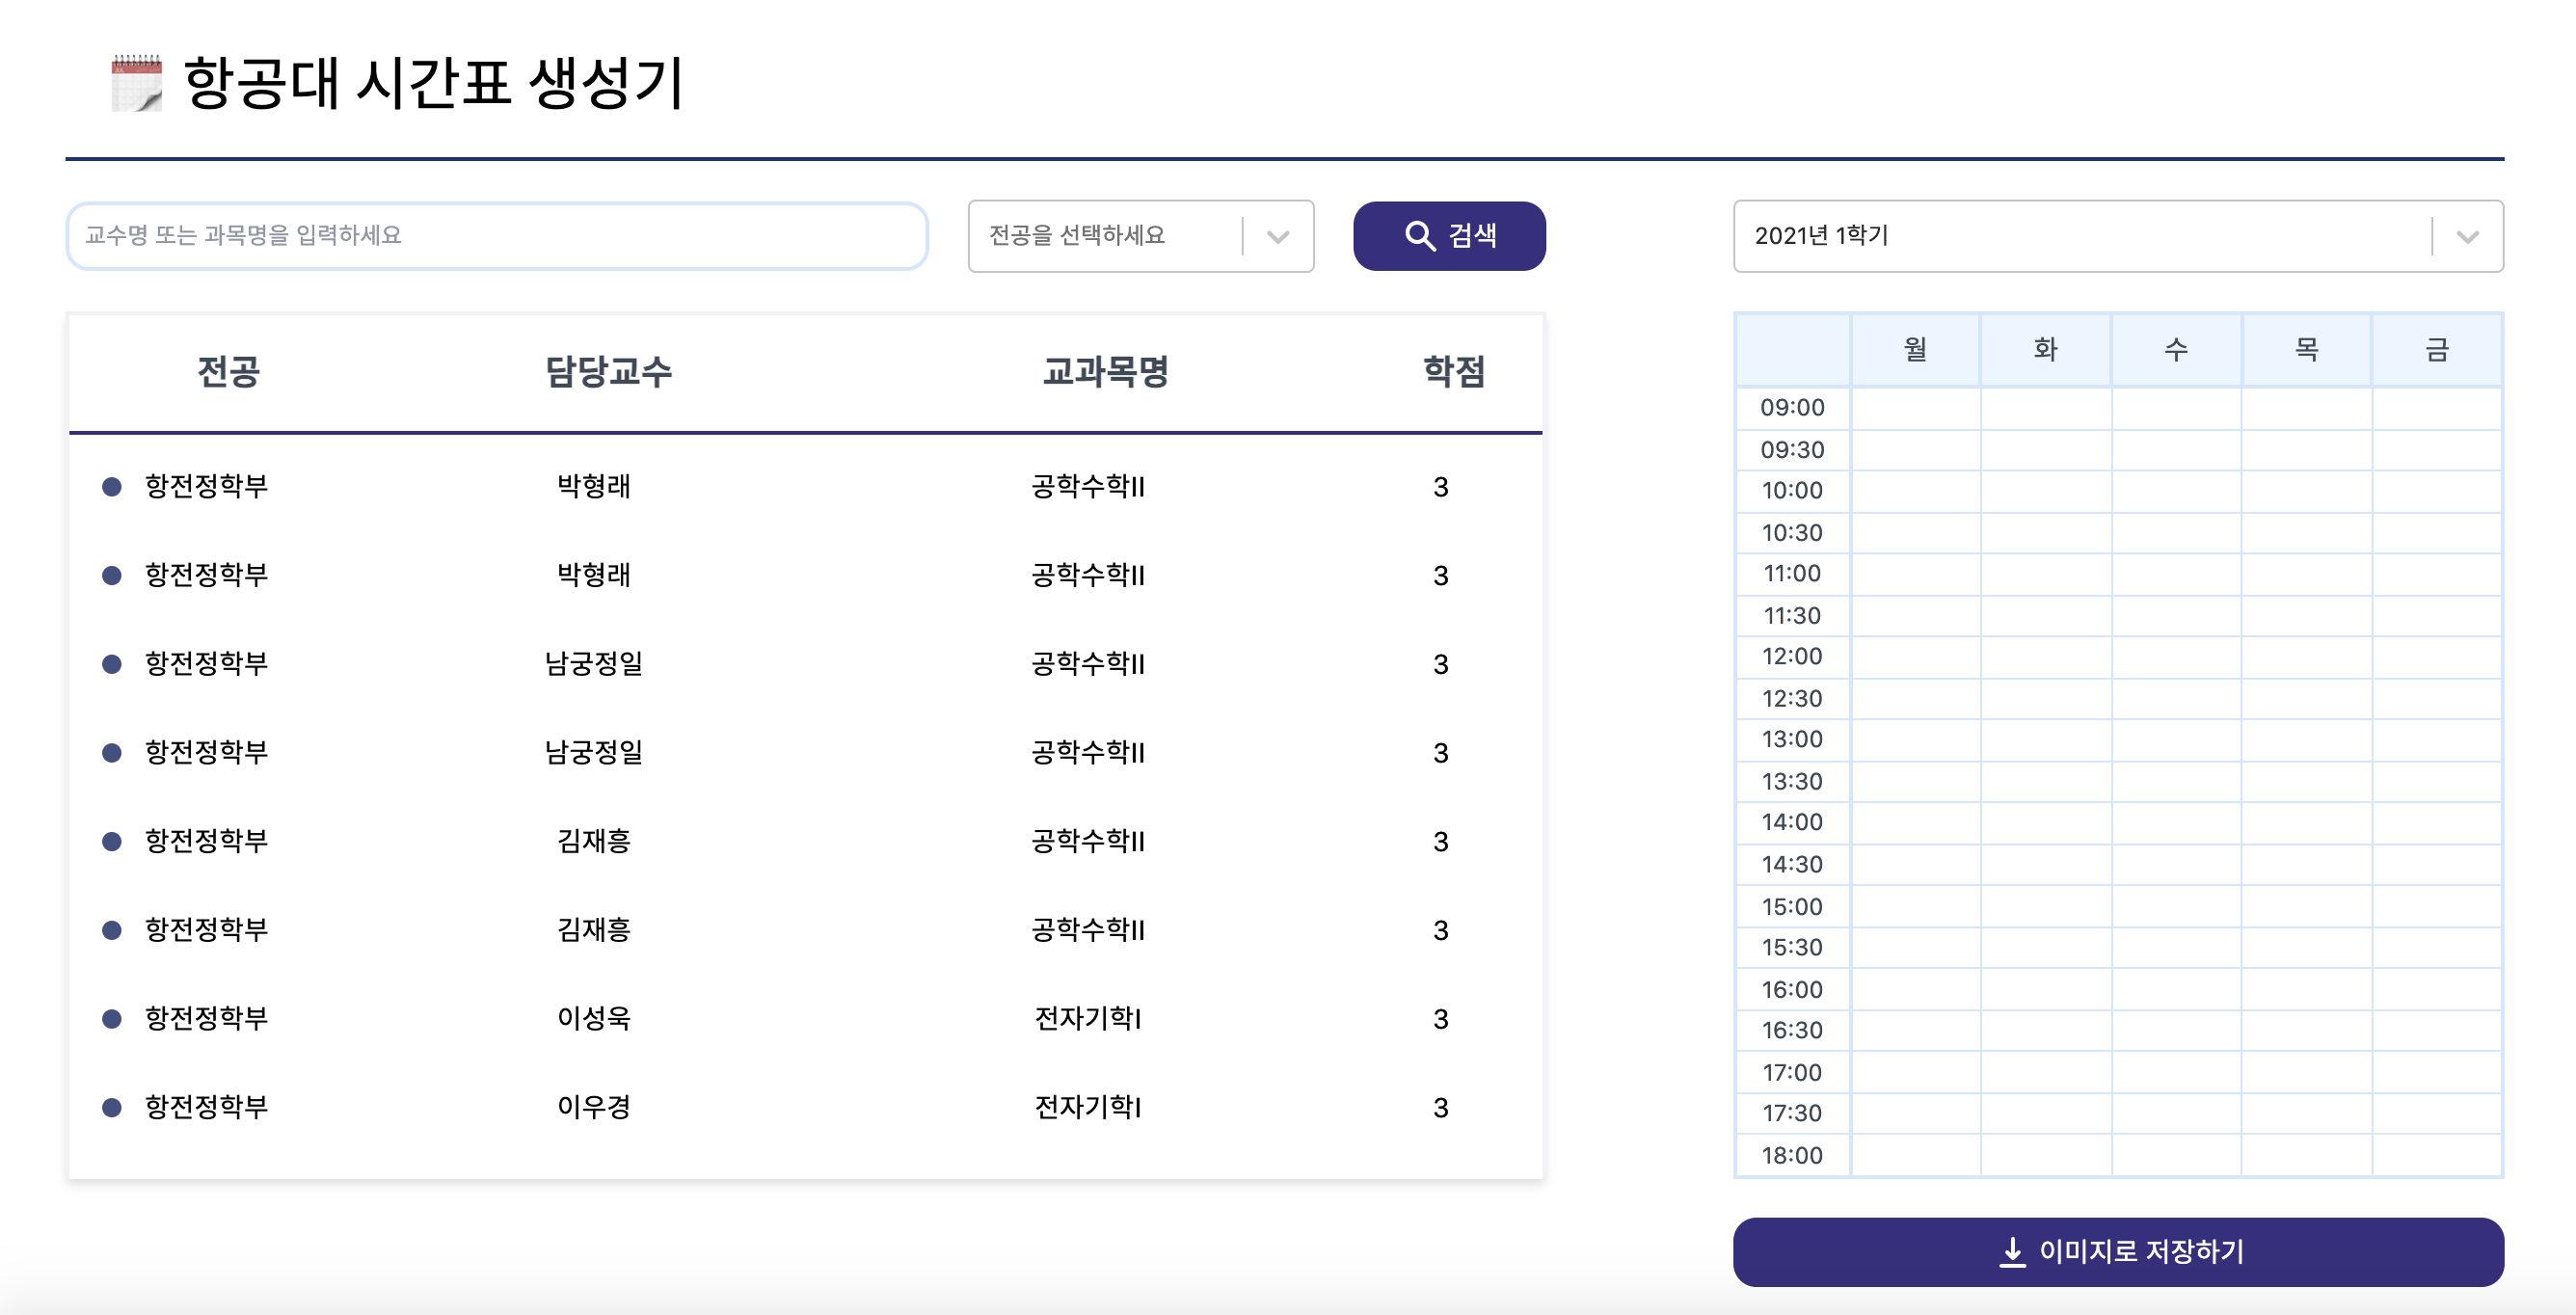 항공대 시간표 생성기
교수명 또는 과목명을 입력하세요
전공을 선택하세요
검색
2021년 1학기
전공 담당교수 교과목명 학점
항전정학부 박형래 공학수학II 3
항전정학부 박형래 공학수학II 3
항전정학부 남궁정일 공학수학II 3
항전정학부 남궁정일 공학수학II 3
항전정학부 김재흥 공학수학II 3
항전정학부 김재흥 공학수학II 3
항전정학부 이성욱 전자기학I 3
항전정학부 이우경 전자기학I 3
월 화 수 목 금
09:00
09:30
10:00
10:30
11:00
11:30
12:00
12:30
13:00
13:30
14:00
14:30
15:00
15:30
16:00
16:30
17:00
17:30
18:00
이미지로 저장하기